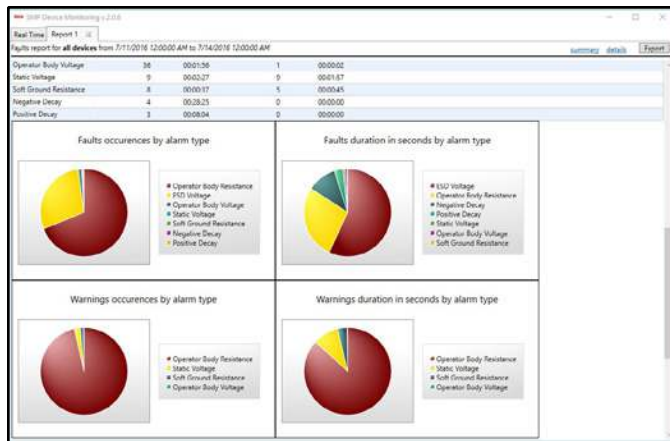 SMP Device Monitoring v.2.0.6
Real Time Report 1
Faults report for all devices from 7/11/2016 12:00:00 AM to 7/14/2016 12:00:00 AM
summary details Export
Operator Body Voltage 36 00:01:56 1 00:00:02
Static Voltage 9 00:02:27 9 00:01:57
Soft Ground Resistance 8 00:00:37 5 00:00:45
Negative Decay 4 00:28:25 0 00:00:00
Positive Decay 3 00:08:04 0 00:00:00
Faults occurences by alarm type
Operator Body Resistance
ESD Voltage
Operator Body Voltage
Static Voltage
Soft Ground Resistance
Negative Decay
Positive Decay
Faults duration in seconds by alarm type
ESD Voltage
Operator Body Resistance
Negative Decay
Positive Decay
Static Voltage
Operator Body Voltage
Soft Ground Resistance
Warnings occurences by alarm type
Operator Body Resistance
Static Voltage
Soft Ground Resistance
Operator Body Voltage
Warnings duration in seconds by alarm type
Operator Body Resistance
Static Voltage
Soft Ground Resistance
Operator Body Voltage